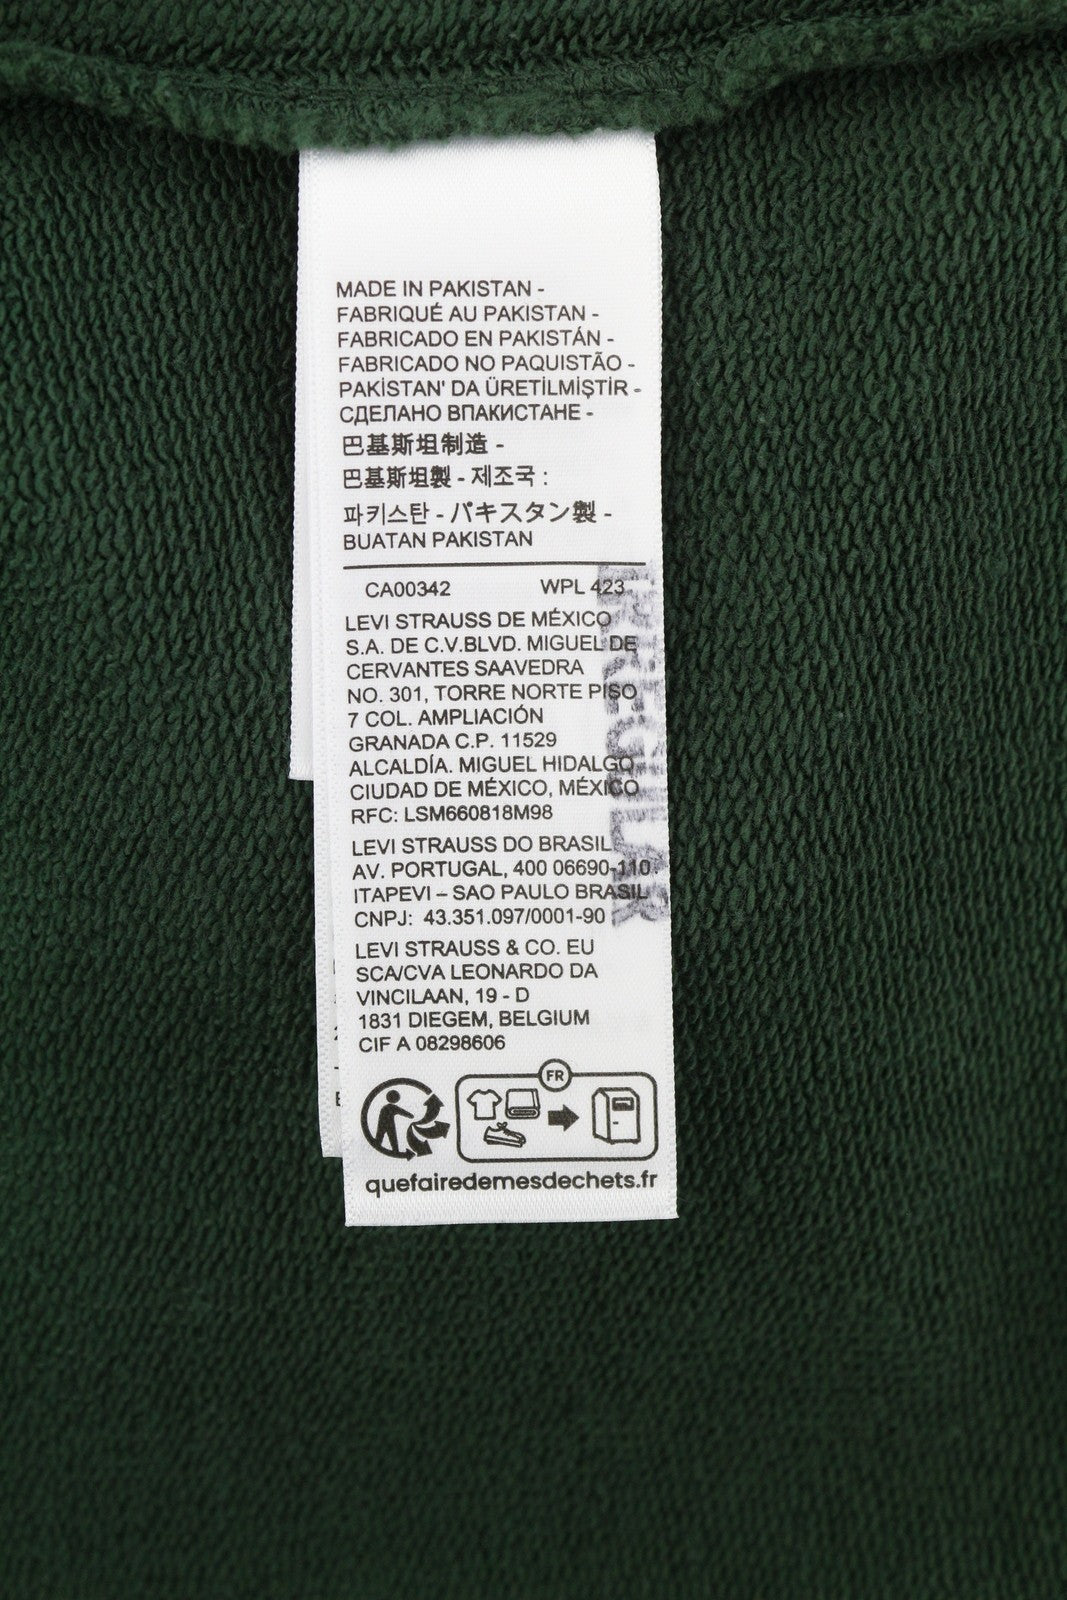 MADE IN PAKISTAN -
FABRIQUÉ AU PAKISTAN -
FABRICADO EN PAKISTÁN -
FABRICADO NO PAQUISTÃO -
PAKİSTAN' DA ÜRETİLMİŞTİR -
СДЕЛАНО ВПАКИСТАНЕ -
巴基斯坦制造 -
巴基斯坦製 - 제조국 :
파키스탄 - パキスタン製 -
BUATAN PAKISTAN
CA00342 WPL 423
LEVI STRAUSS DE MÉXICO
S.A. DE C.V.BLVD. MIGUEL DE
CERVANTES SAAVEDRA
NO. 301, TORRE NORTE PISO
7 COL. AMPLIACIÓN
GRANADA C.P. 11529
ALCALDÍA. MIGUEL HIDALGO
CIUDAD DE MÉXICO, MÉXICO
RFC: LSM660818M98
LEVI STRAUSS DO BRASIL
AV. PORTUGAL, 400 06690-110
ITAPEVI – SAO PAULO BRASIL
CNPJ: 43.351.097/0001-90
LEVI STRAUSS & CO. EU
SCA/CVA LEONARDO DA
VINCILAAN, 19 - D
1831 DIEGEM, BELGIUM
CIF A 08298606
FR
quefairedemesdechets.fr
IRREGULAR